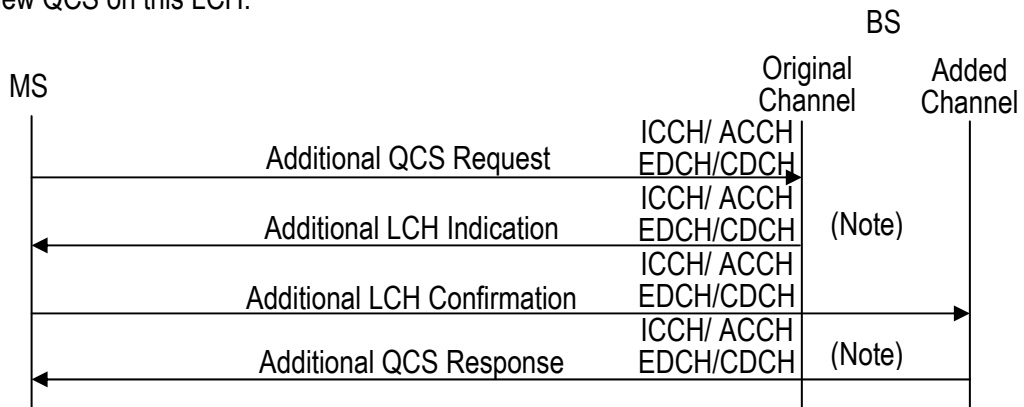 ew QCS on this LCH.
BS
MS
Original
Channel
Added
Channel
ICCH/ ACCH
Additional QCS Request
EDCH/CDCH
ICCH/ ACCH
Additional LCH Indication
EDCH/CDCH
(Note)
ICCH/ ACCH
Additional LCH Confirmation
EDCH/CDCH
ICCH/ ACCH
Additional QCS Response
EDCH/CDCH
(Note)